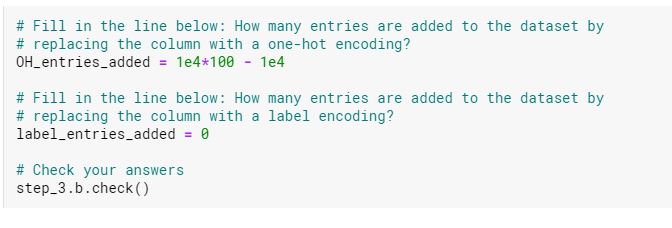 # Fill in the line below: How many entries are added to the dataset by
# replacing the column with a one-hot encoding?
OH_entries_added = 1e4*100 - 1e4
# Fill in the line below: How many entries are added to the dataset by
# replacing the column with a label encoding?
label_entries_added = 0
# Check your answers
step_3.b.check()